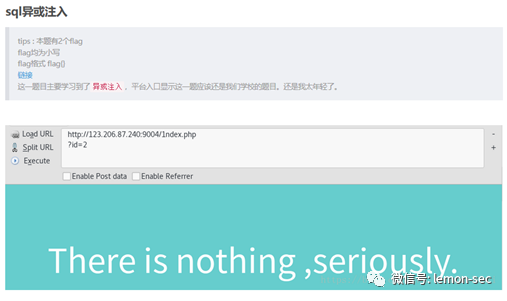 sql异或注入
tips : 本题有2个flag
flag均为小写
flag格式 flag{}
链接
这一题目主要学习到了 异或注入 。平台入口显示这一题应该还是我们学校的题目。还是我太年轻了。
Load URL
http://123.206.87.240:9004/1ndex.php
-
Split URL
?id=2
+
Execute
Enable Post data
Enable Referrer
There is nothing ,seriously.
微信号: lemon-sec